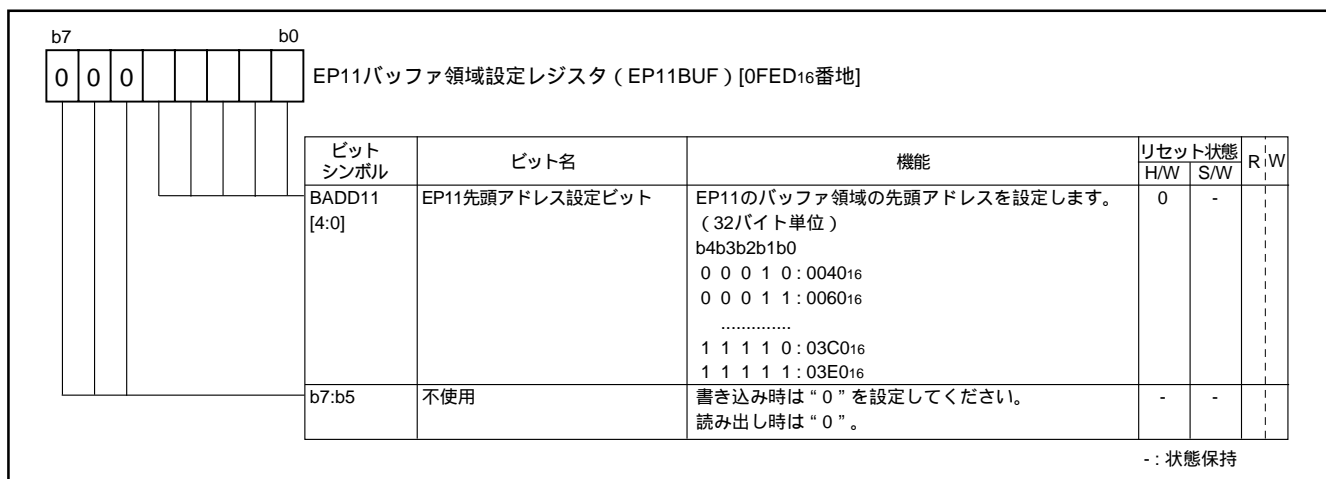 b7 b0
0 0 0
EP11バッファ領域設定レジスタ（EP11BUF）[0FED16番地]
ビット
シンボル
ビット名
機能
リセット状態
H/W S/W
R W
BADD11
[4:0]
EP11先頭アドレス設定ビット
EP11のバッファ領域の先頭アドレスを設定します。
（32バイト単位）
b4b3b2b1b0
0 0 0 1 0 : 004016
0 0 0 1 1 : 006016
..............
1 1 1 1 0 : 03C016
1 1 1 1 1 : 03E016
0 -
b7:b5
不使用
書き込み時は“0”を設定してください。
読み出し時は“0”。
- -
- : 状態保持